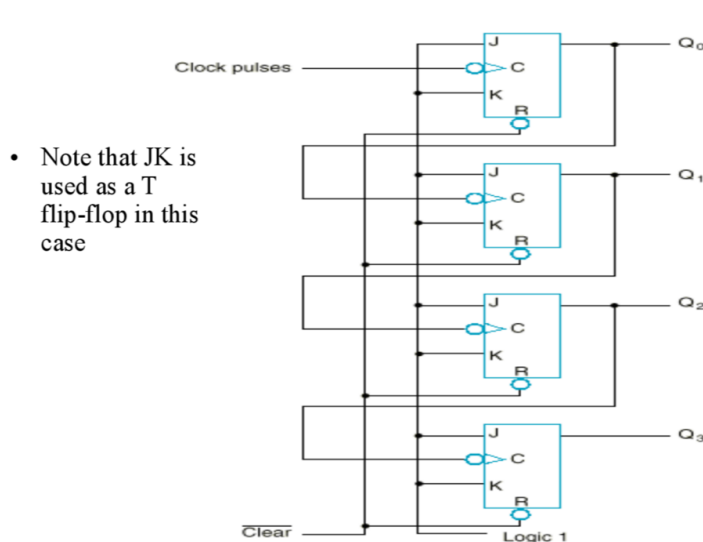 J
Q0
Clock pulses
C
K
R
• Note that JK is
used as a T
flip-flop in this
case
J
Q1
C
K
R
J
Q2
C
K
R
J
Q3
C
K
R
Clear
Logic 1